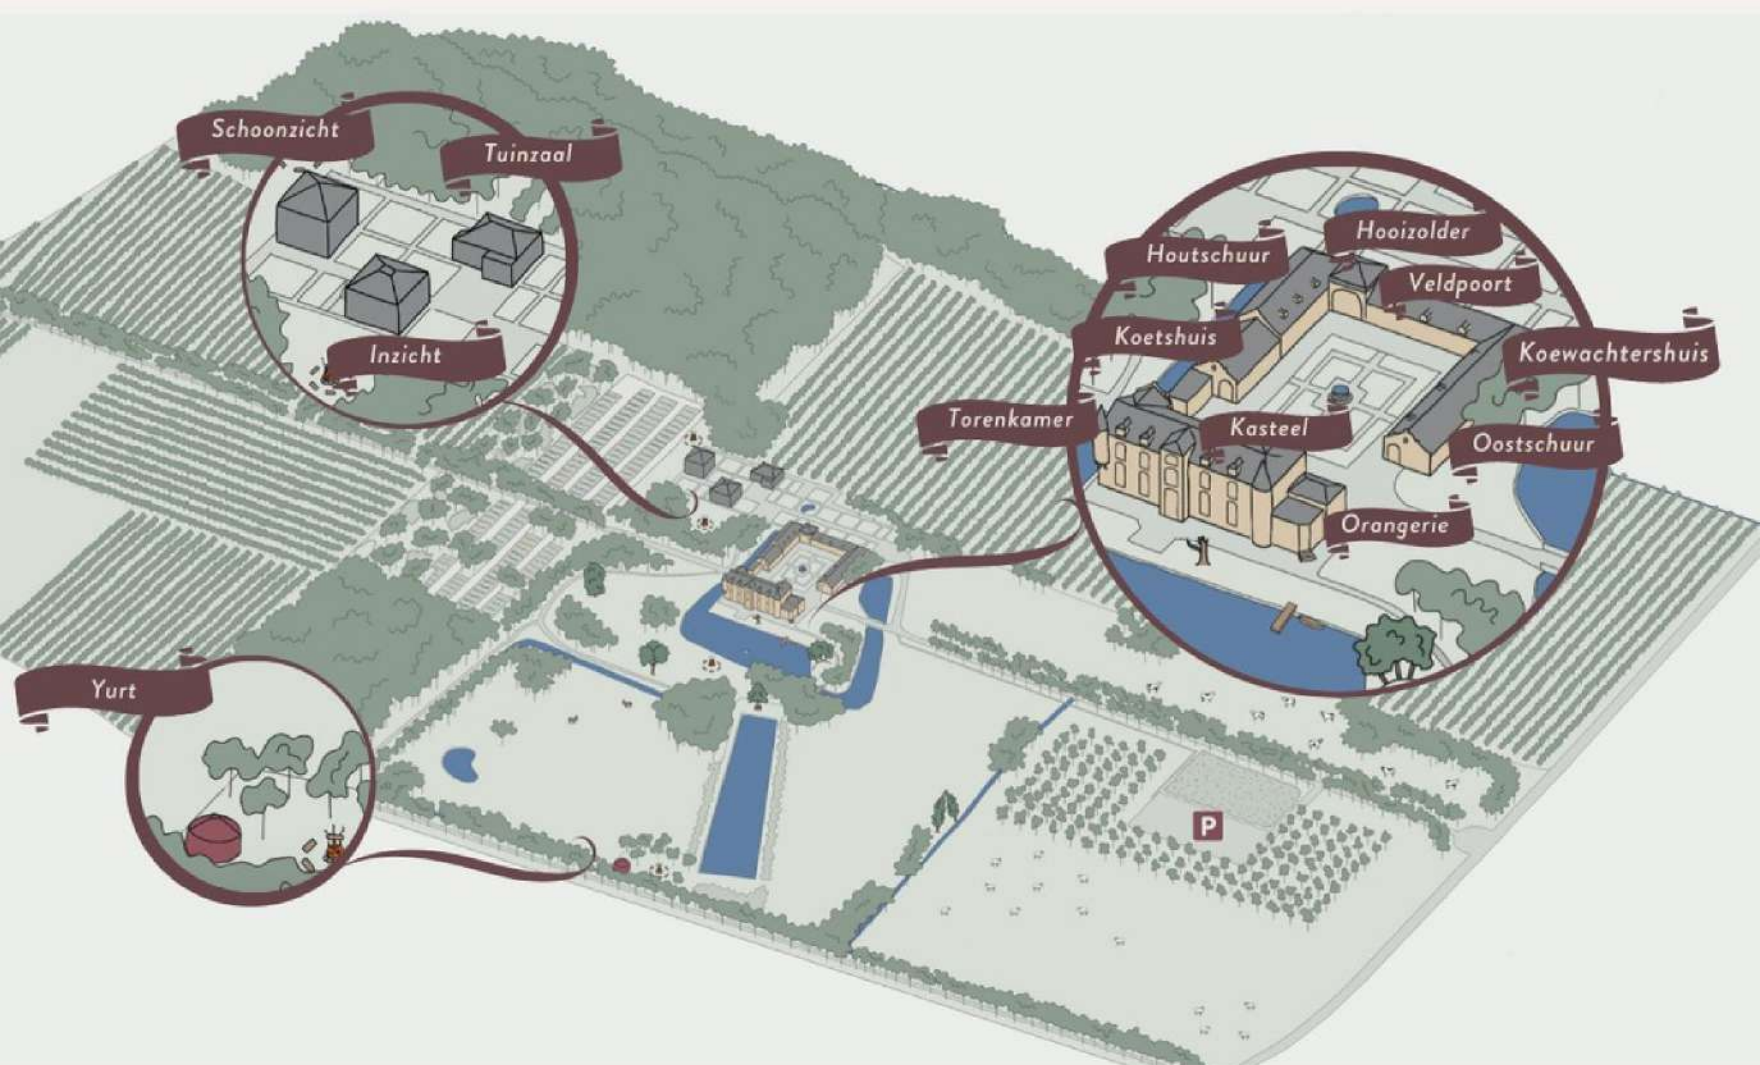 Schoonzicht
Tuinzaal
Inzicht
Hooizolder
Houtschuur
Veldpoort
Koetshuis
Koewachtershuis
Torenkamer
Kasteel
Oostschuur
Orangerie
Yurt
P